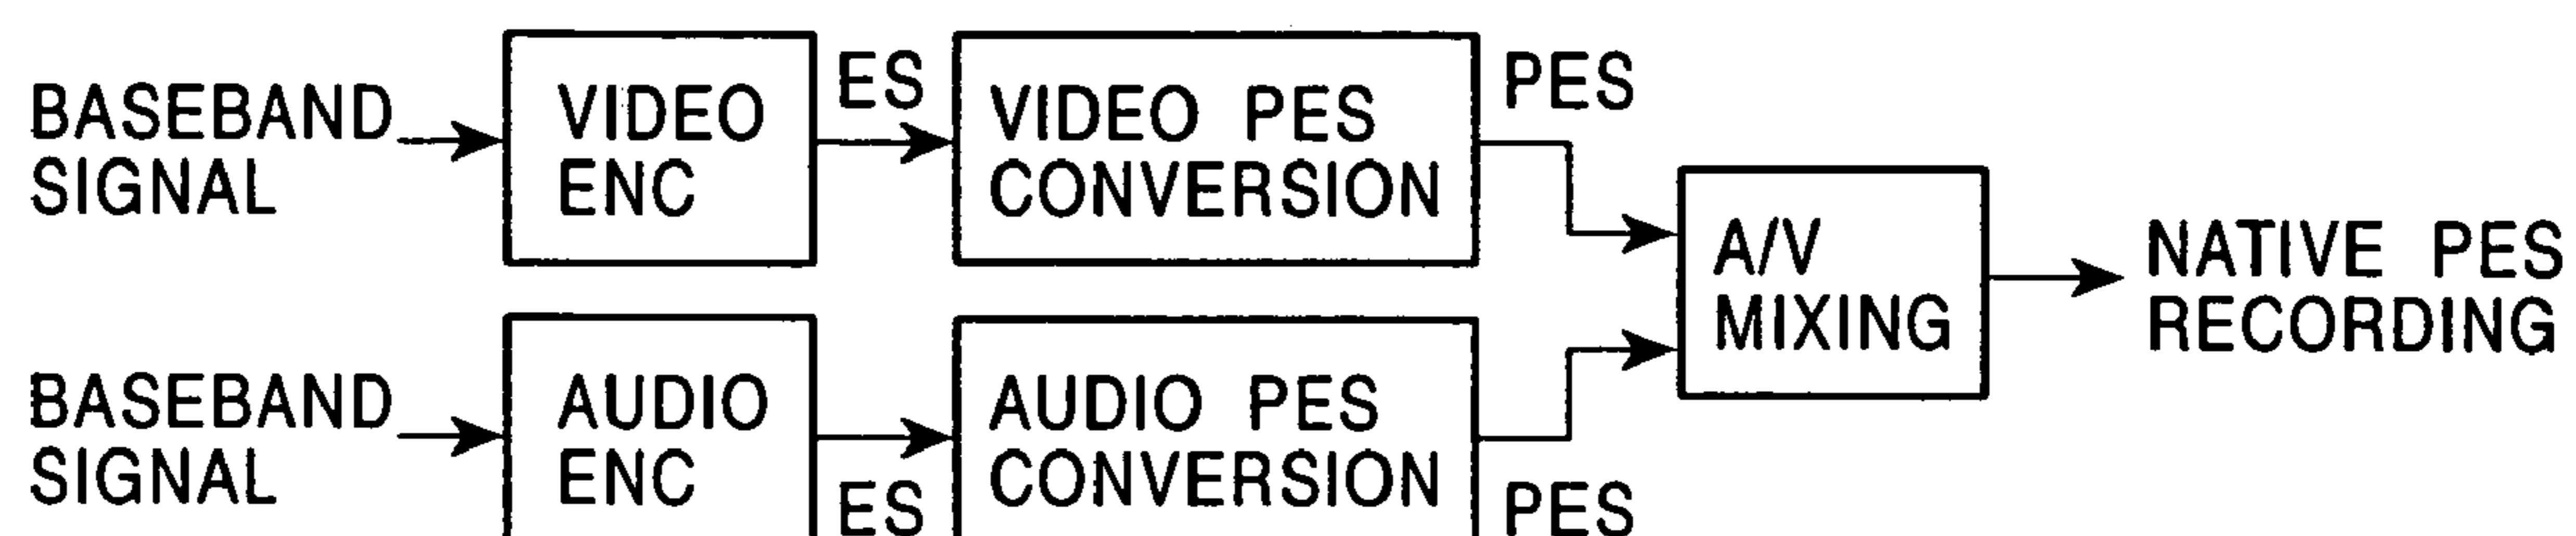 BASEBAND SIGNAL
VIDEO ENC
ES
VIDEO PES CONVERSION
PES
A/V MIXING
NATIVE PES RECORDING
BASEBAND SIGNAL
AUDIO ENC
ES
AUDIO PES CONVERSION
PES